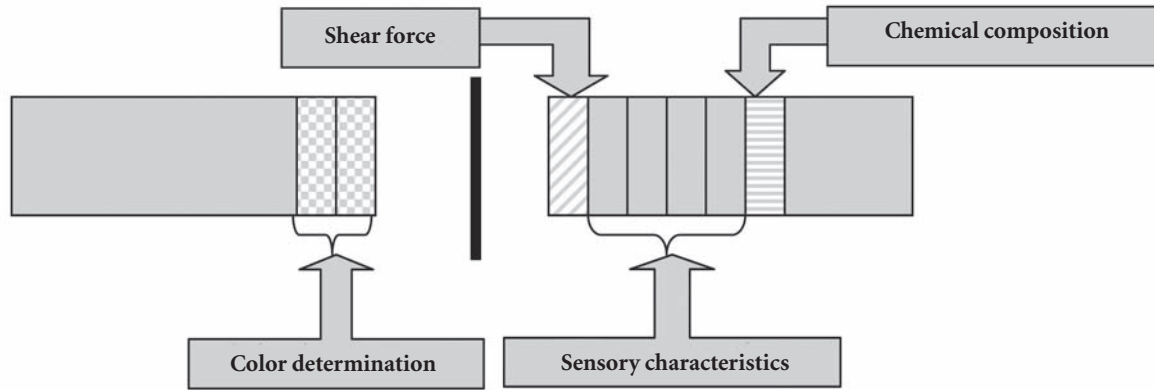 Shear force
Chemical composition
Color determination
Sensory characteristics